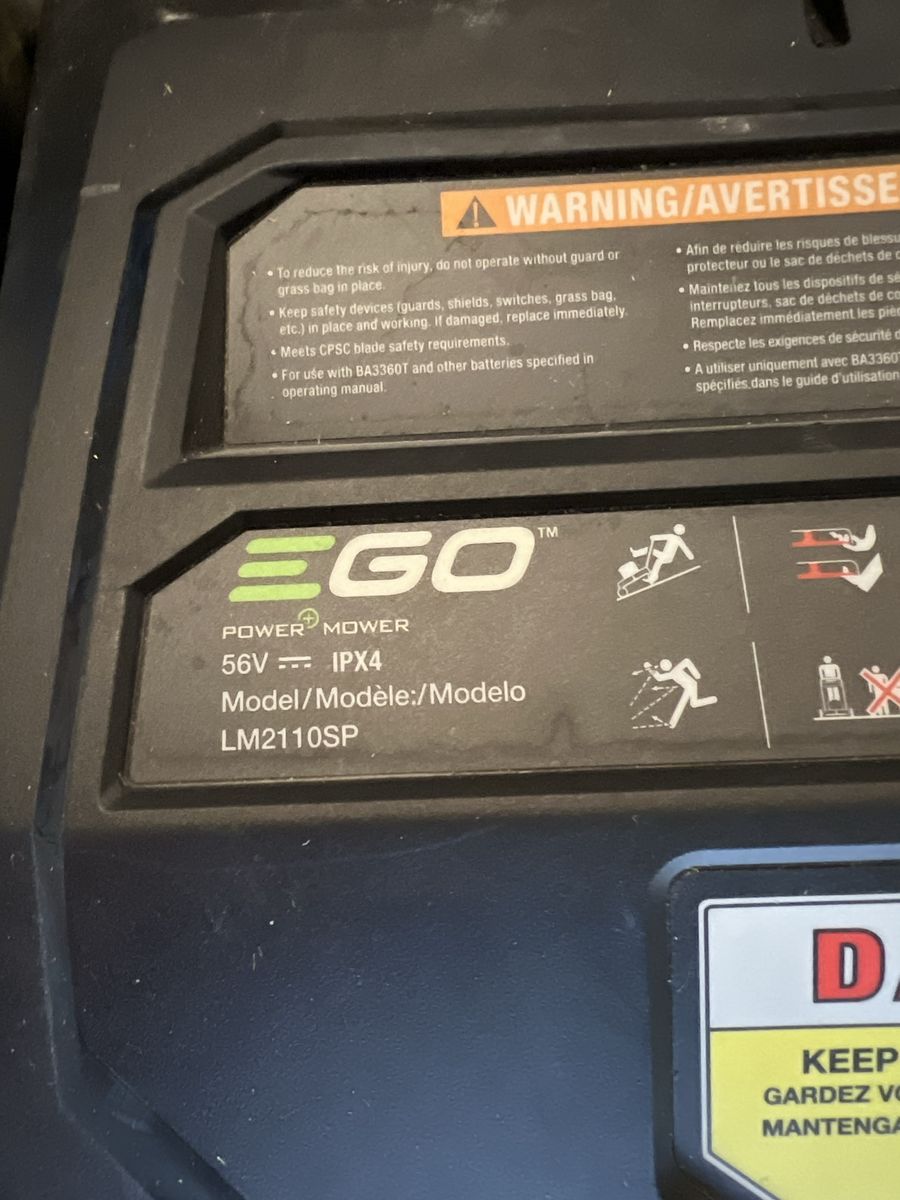 WARNING/AVERTISSE
• To reduce the risk of injury, do not operate without guard or
grass bag in place.
• Keep safety devices (guards, shields, switches, grass bag,
etc.) in place and working. If damaged, replace immediately.
• Meets CPSC blade safety requirements.
• For use with BA3360T and other batteries specified in
operating manual.
• Afin de réduire les risques de blessu
protecteur ou le sac de déchets de c
• Maintenez tous les dispositifs de sé
interrupteurs, sac de déchets de co
Remplacez immédiatement les piè
• Respecte les exigences de sécurité d
• A utiliser uniquement avec BA3360T
spécifiés dans le guide d'utilisation
EGO™
POWER+ MOWER
56V IPX4
Model/Modèle:/Modelo
LM2110SP
DA
KEEP
GARDEZ VO
MANTENGA